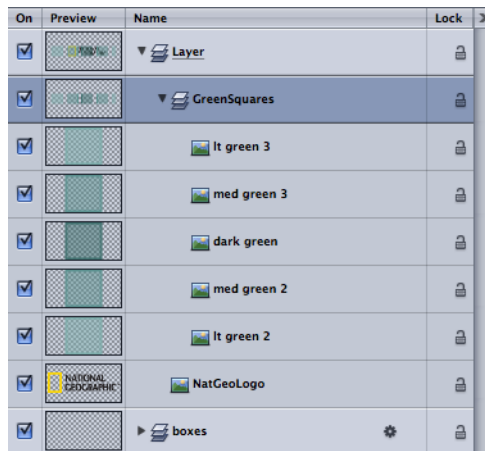 On Preview Name Lock
Layer
GreenSquares
lt green 3
med green 3
dark green
med green 2
lt green 2
NATIONAL
GEOGRAPHIC
NatGeoLogo
boxes